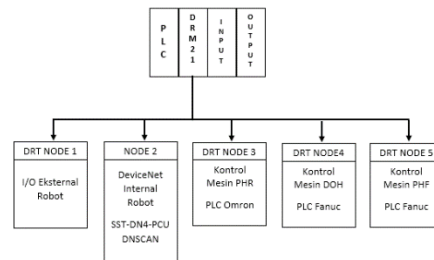 PLC
DRM21
INPUT
OUTPUT
DRT NODE 1
I/O Eksternal
Robot
NODE 2
DeviceNet
Internal
Robot
SST-DN4-PCU
DNSCAN
DRT NODE 3
Kontrol
Mesin PHR
PLC Omron
DRT NODE4
Kontrol
Mesin DOH
PLC Fanuc
DRT NODE 5
Kontrol
Mesin PHF
PLC Fanuc